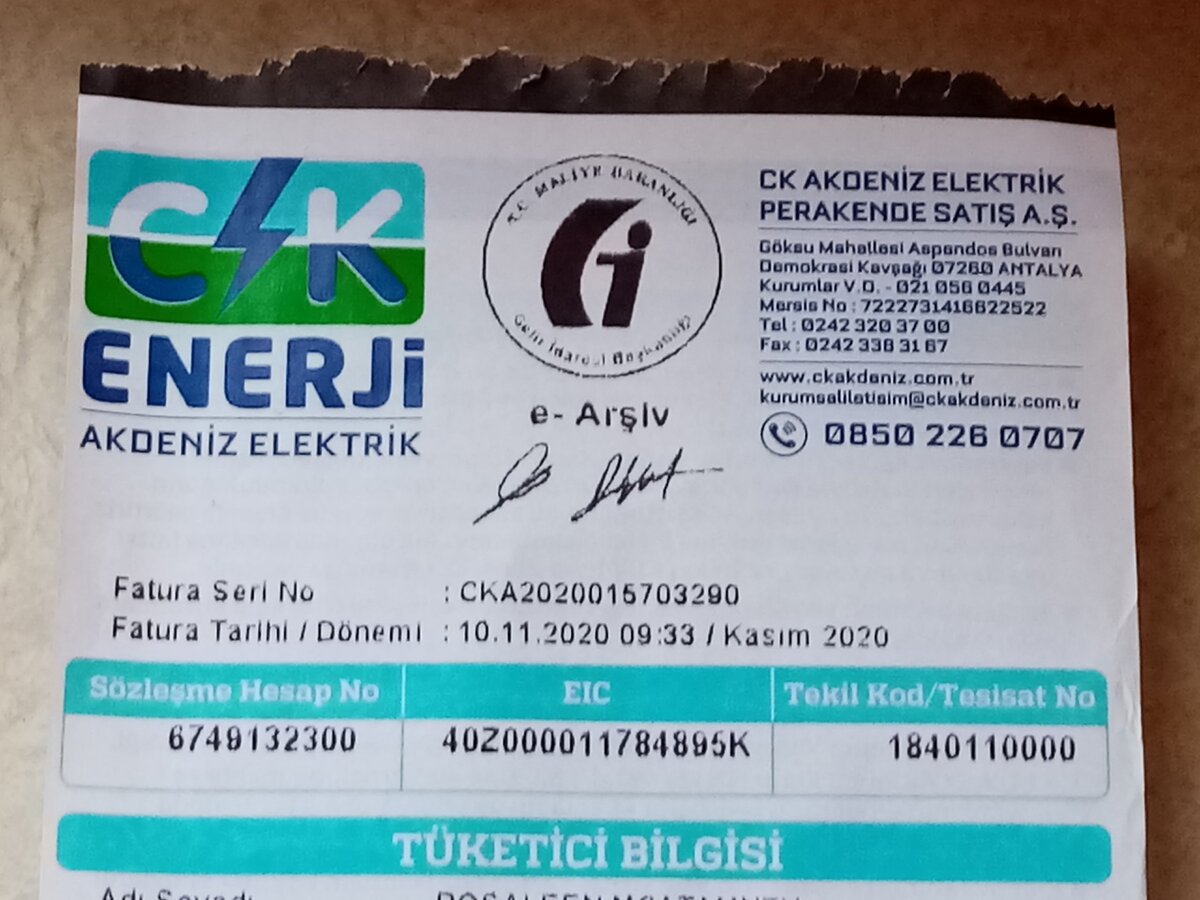 CK
ENERJİ
AKDENİZ ELEKTRİK
T.C. MALİYE BAKANLIĞI
Gelir İdaresi Başkanlığı
e- Arşiv
CK AKDENİZ ELEKTRİK
PERAKENDE SATIŞ A.Ş.
Göksu Mahallesi Aspendos Bulvarı
Demokrasi Kavşağı 07260 ANTALYA
Kurumlar V.D. - 021 056 0445
Mersis No : 7222731416622522
Tel : 0242 320 37 00
Fax : 0242 338 31 67
www.ckakdeniz.com.tr
kurumsaliletisim@ckakdeniz.com.tr
0850 226 0707
Fatura Seri No : CKA2020015703290
Fatura Tarihi / Dönemi : 10.11.2020 09:33 / Kasım 2020
Sözleşme Hesap No EIC Tekil Kod/Tesisat No
6749132300 40Z000011784895K 1840110000
TÜKETİCİ BİLGİSİ
Adı Soyadı